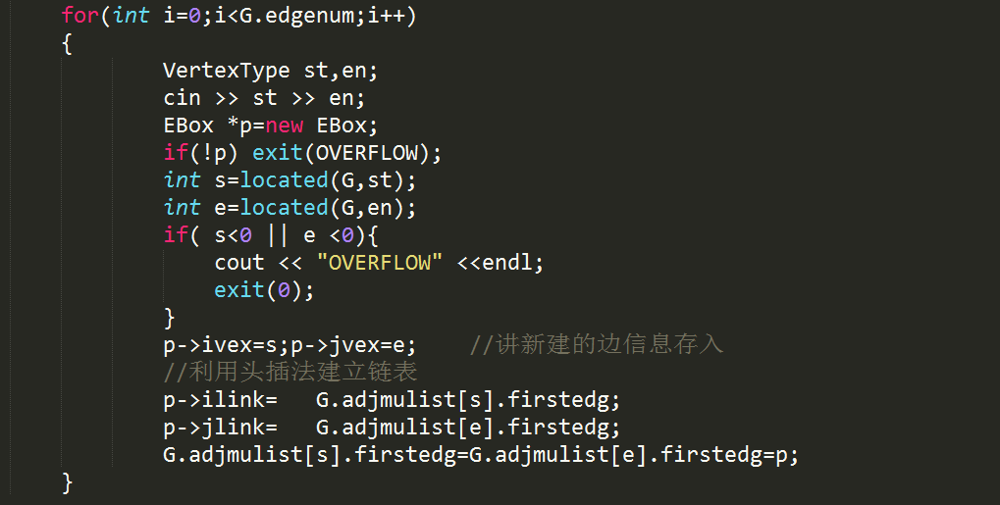 for(int i=0;i<G.edgenum;i++)
{
VertexType st,en;
cin >> st >> en;
EBox *p=new EBox;
if(!p) exit(OVERFLOW);
int s=located(G,st);
int e=located(G,en);
if( s<0 || e <0){
cout << "OVERFLOW" <<endl;
exit(0);
}
p->ivex=s;p->jvex=e;    //讲新建的边信息存入
//利用头插法建立链表
p->ilink=   G.adjmulist[s].firstedg;
p->jlink=   G.adjmulist[e].firstedg;
G.adjmulist[s].firstedg=G.adjmulist[e].firstedg=p;
}